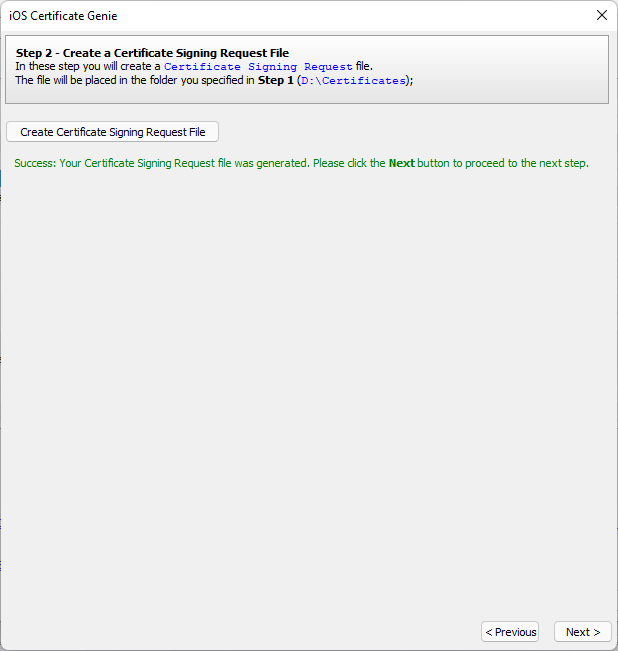 iOS Certificate Genie
Step 2 - Create a Certificate Signing Request File
In these step you will create a Certificate Signing Request file.
The file will be placed in the folder you specified in Step 1 (D:\Certificates);
Create Certificate Signing Request File
Success: Your Certificate Signing Request file was generated. Please click the Next button to proceed to the next step.
< Previous
Next >